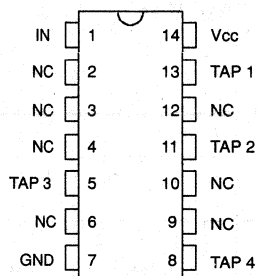 IN 1 14 Vcc
NC 2 13 TAP 1
NC 3 12 NC
NC 4 11 TAP 2
TAP 3 5 10 NC
NC 6 9 NC
GND 7 8 TAP 4